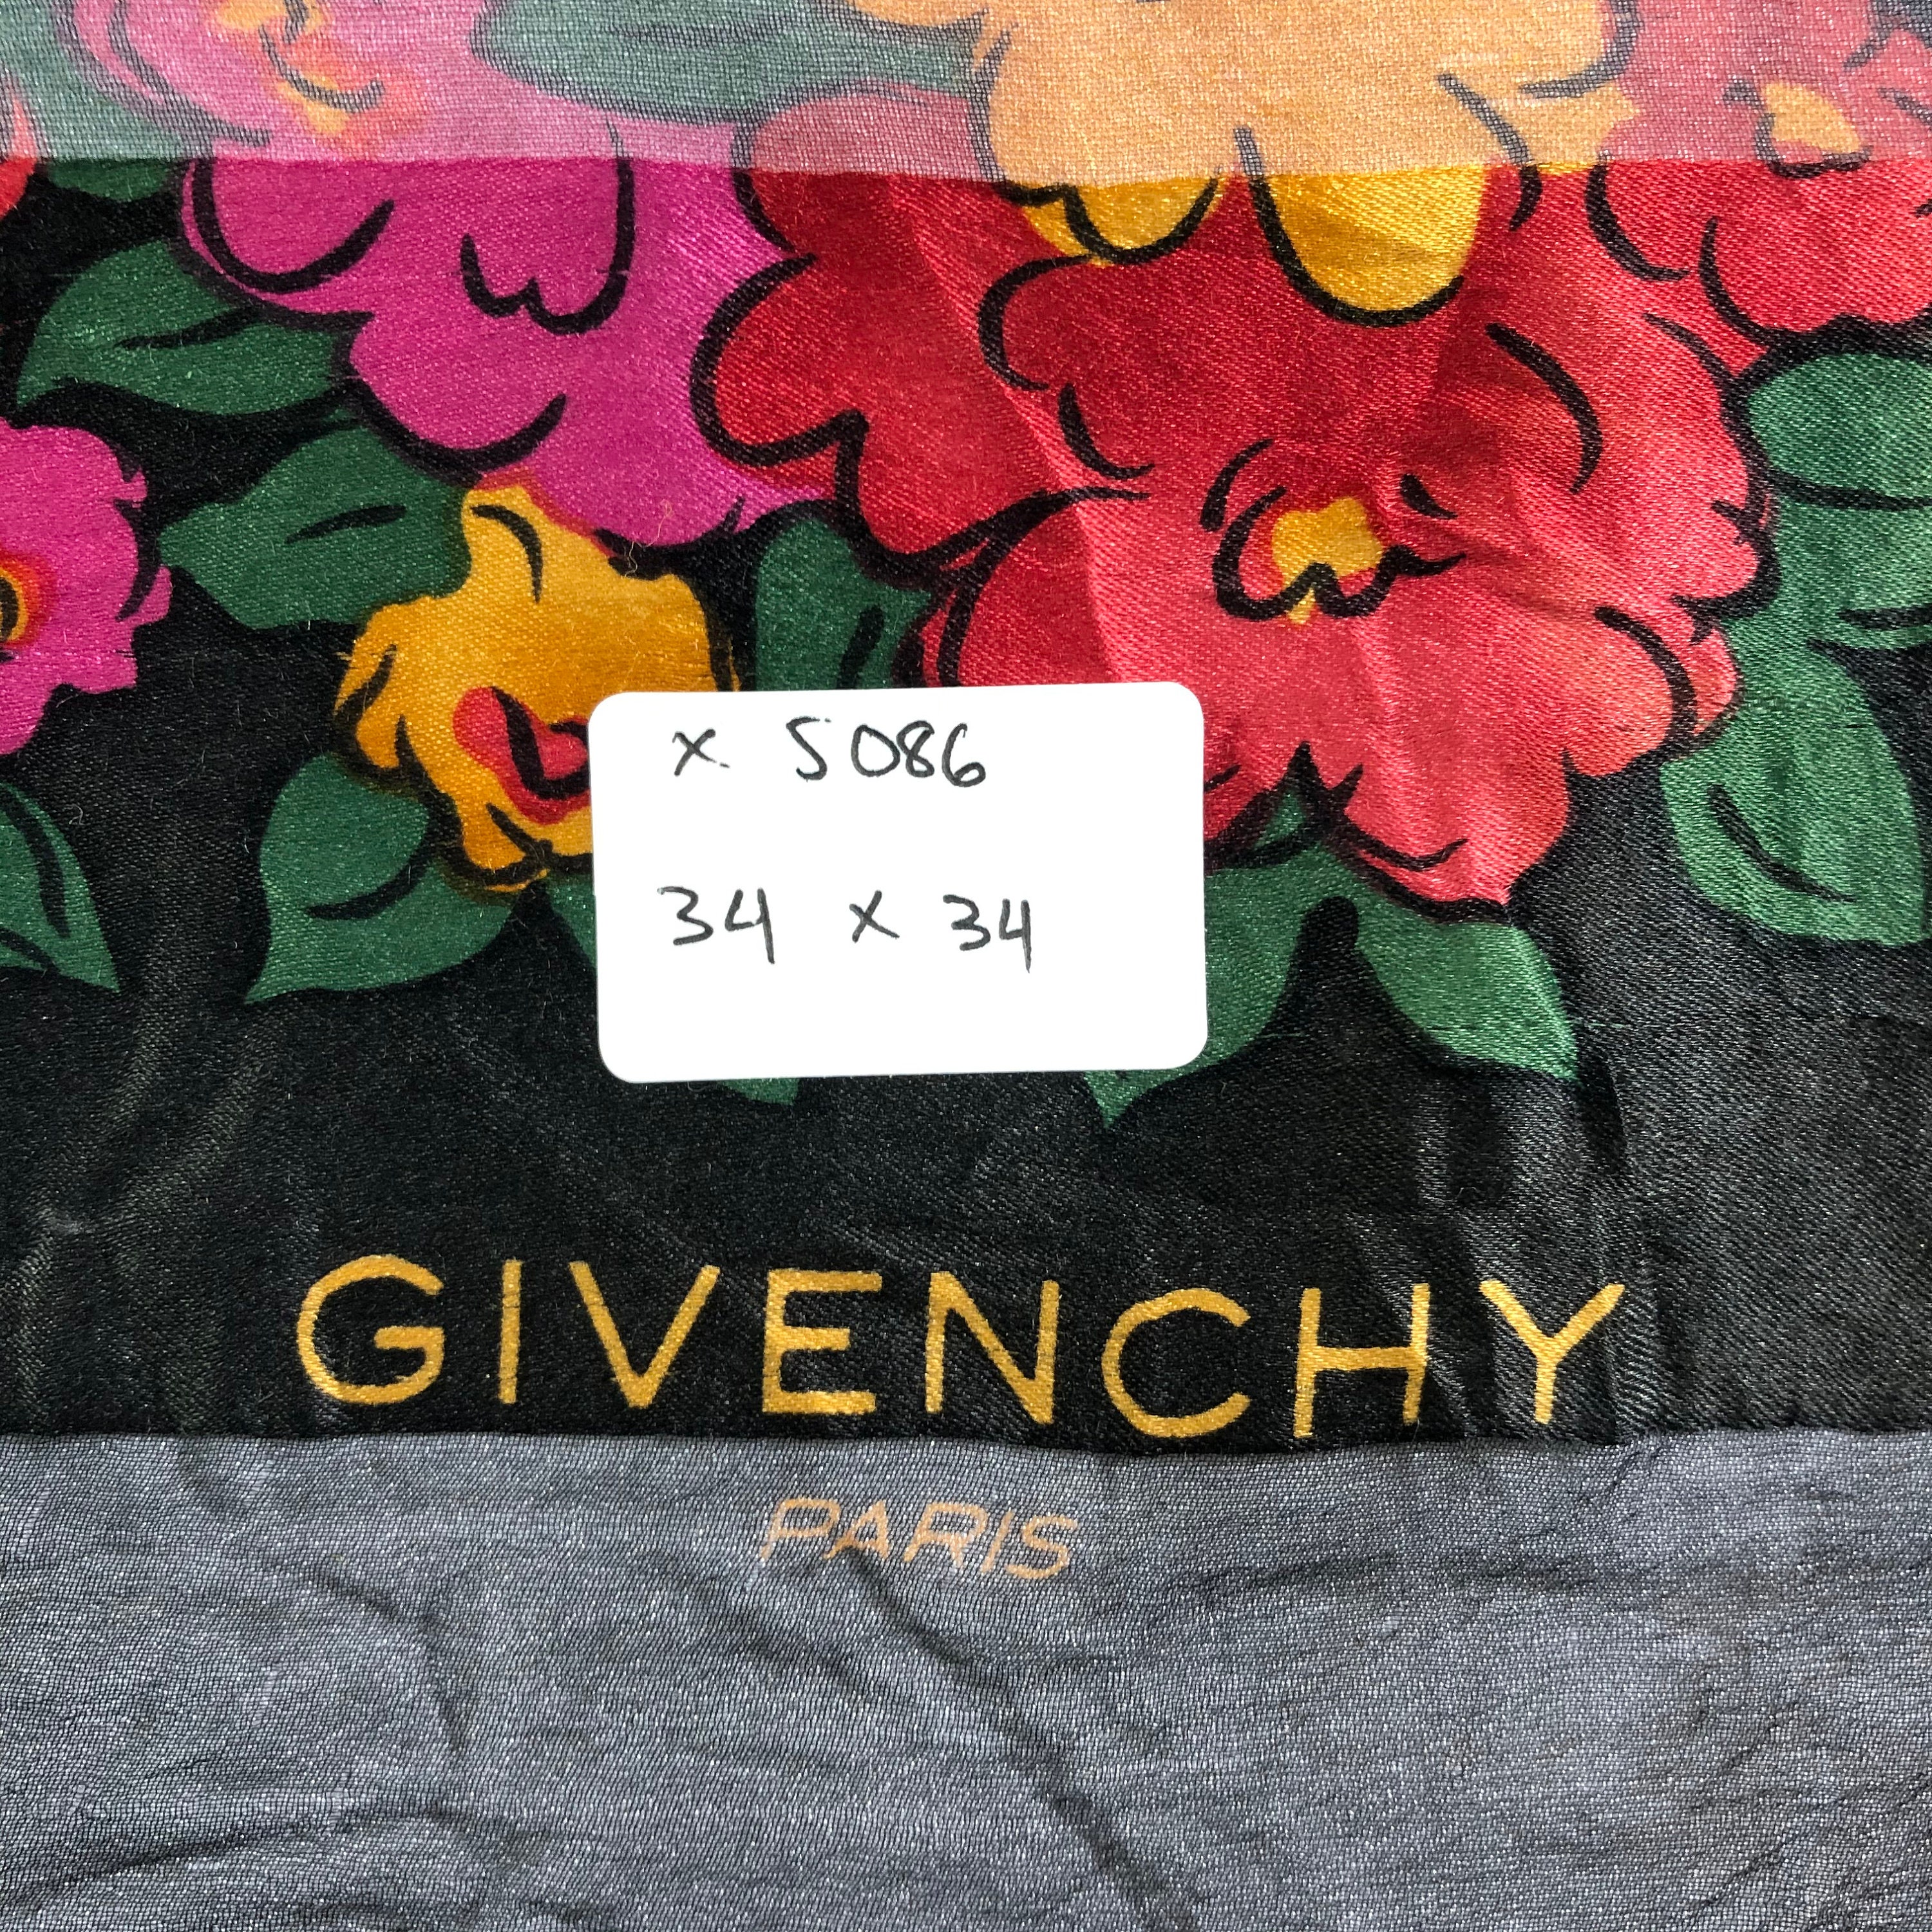 x 5086
34 x 34
GIVENCHY
PARIS